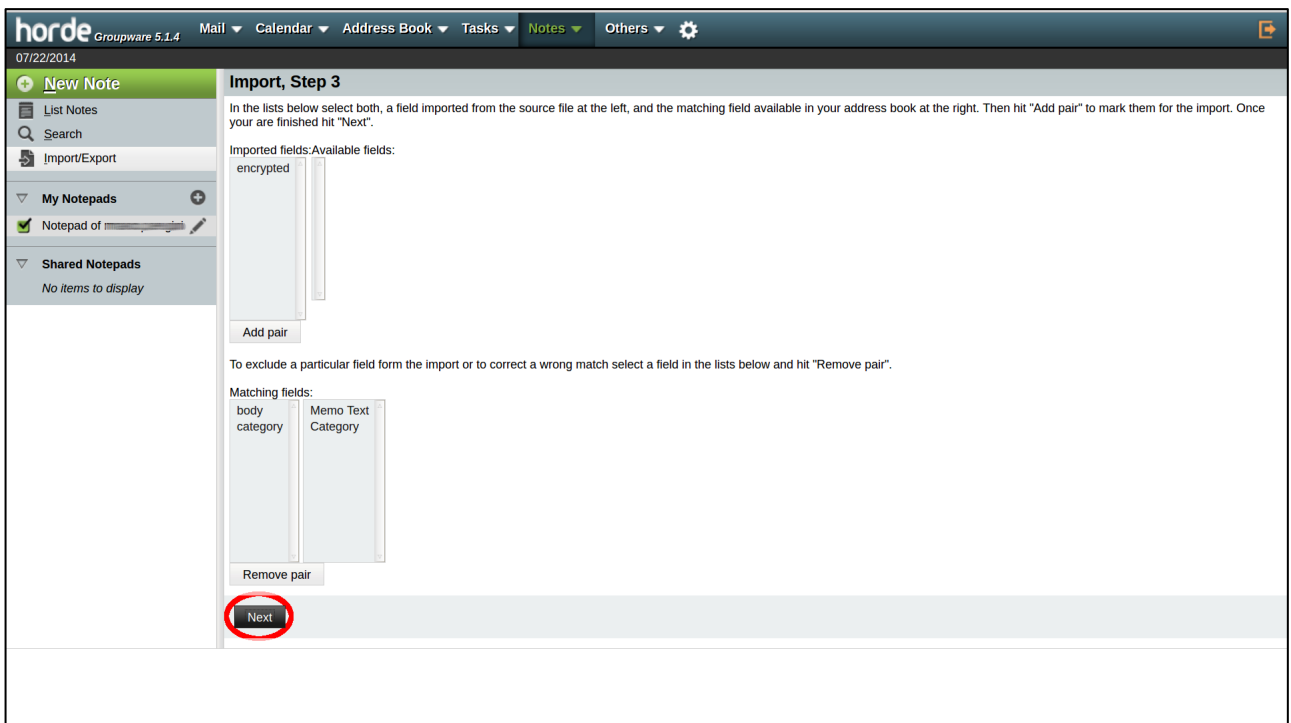 horde Groupware 5.1.4 Mail Calendar Address Book Tasks Notes Others
07/22/2014
New Note
List Notes
Search
Import/Export
My Notepads
Notepad of
Shared Notepads
No items to display
Import, Step 3
In the lists below select both, a field imported from the source file at the left, and the matching field available in your address book at the right. Then hit "Add pair" to mark them for the import. Once
your are finished hit "Next".
Imported fields:Available fields:
encrypted
Add pair
To exclude a particular field form the import or to correct a wrong match select a field in the lists below and hit "Remove pair".
Matching fields:
body Memo Text
category Category
Remove pair
Next